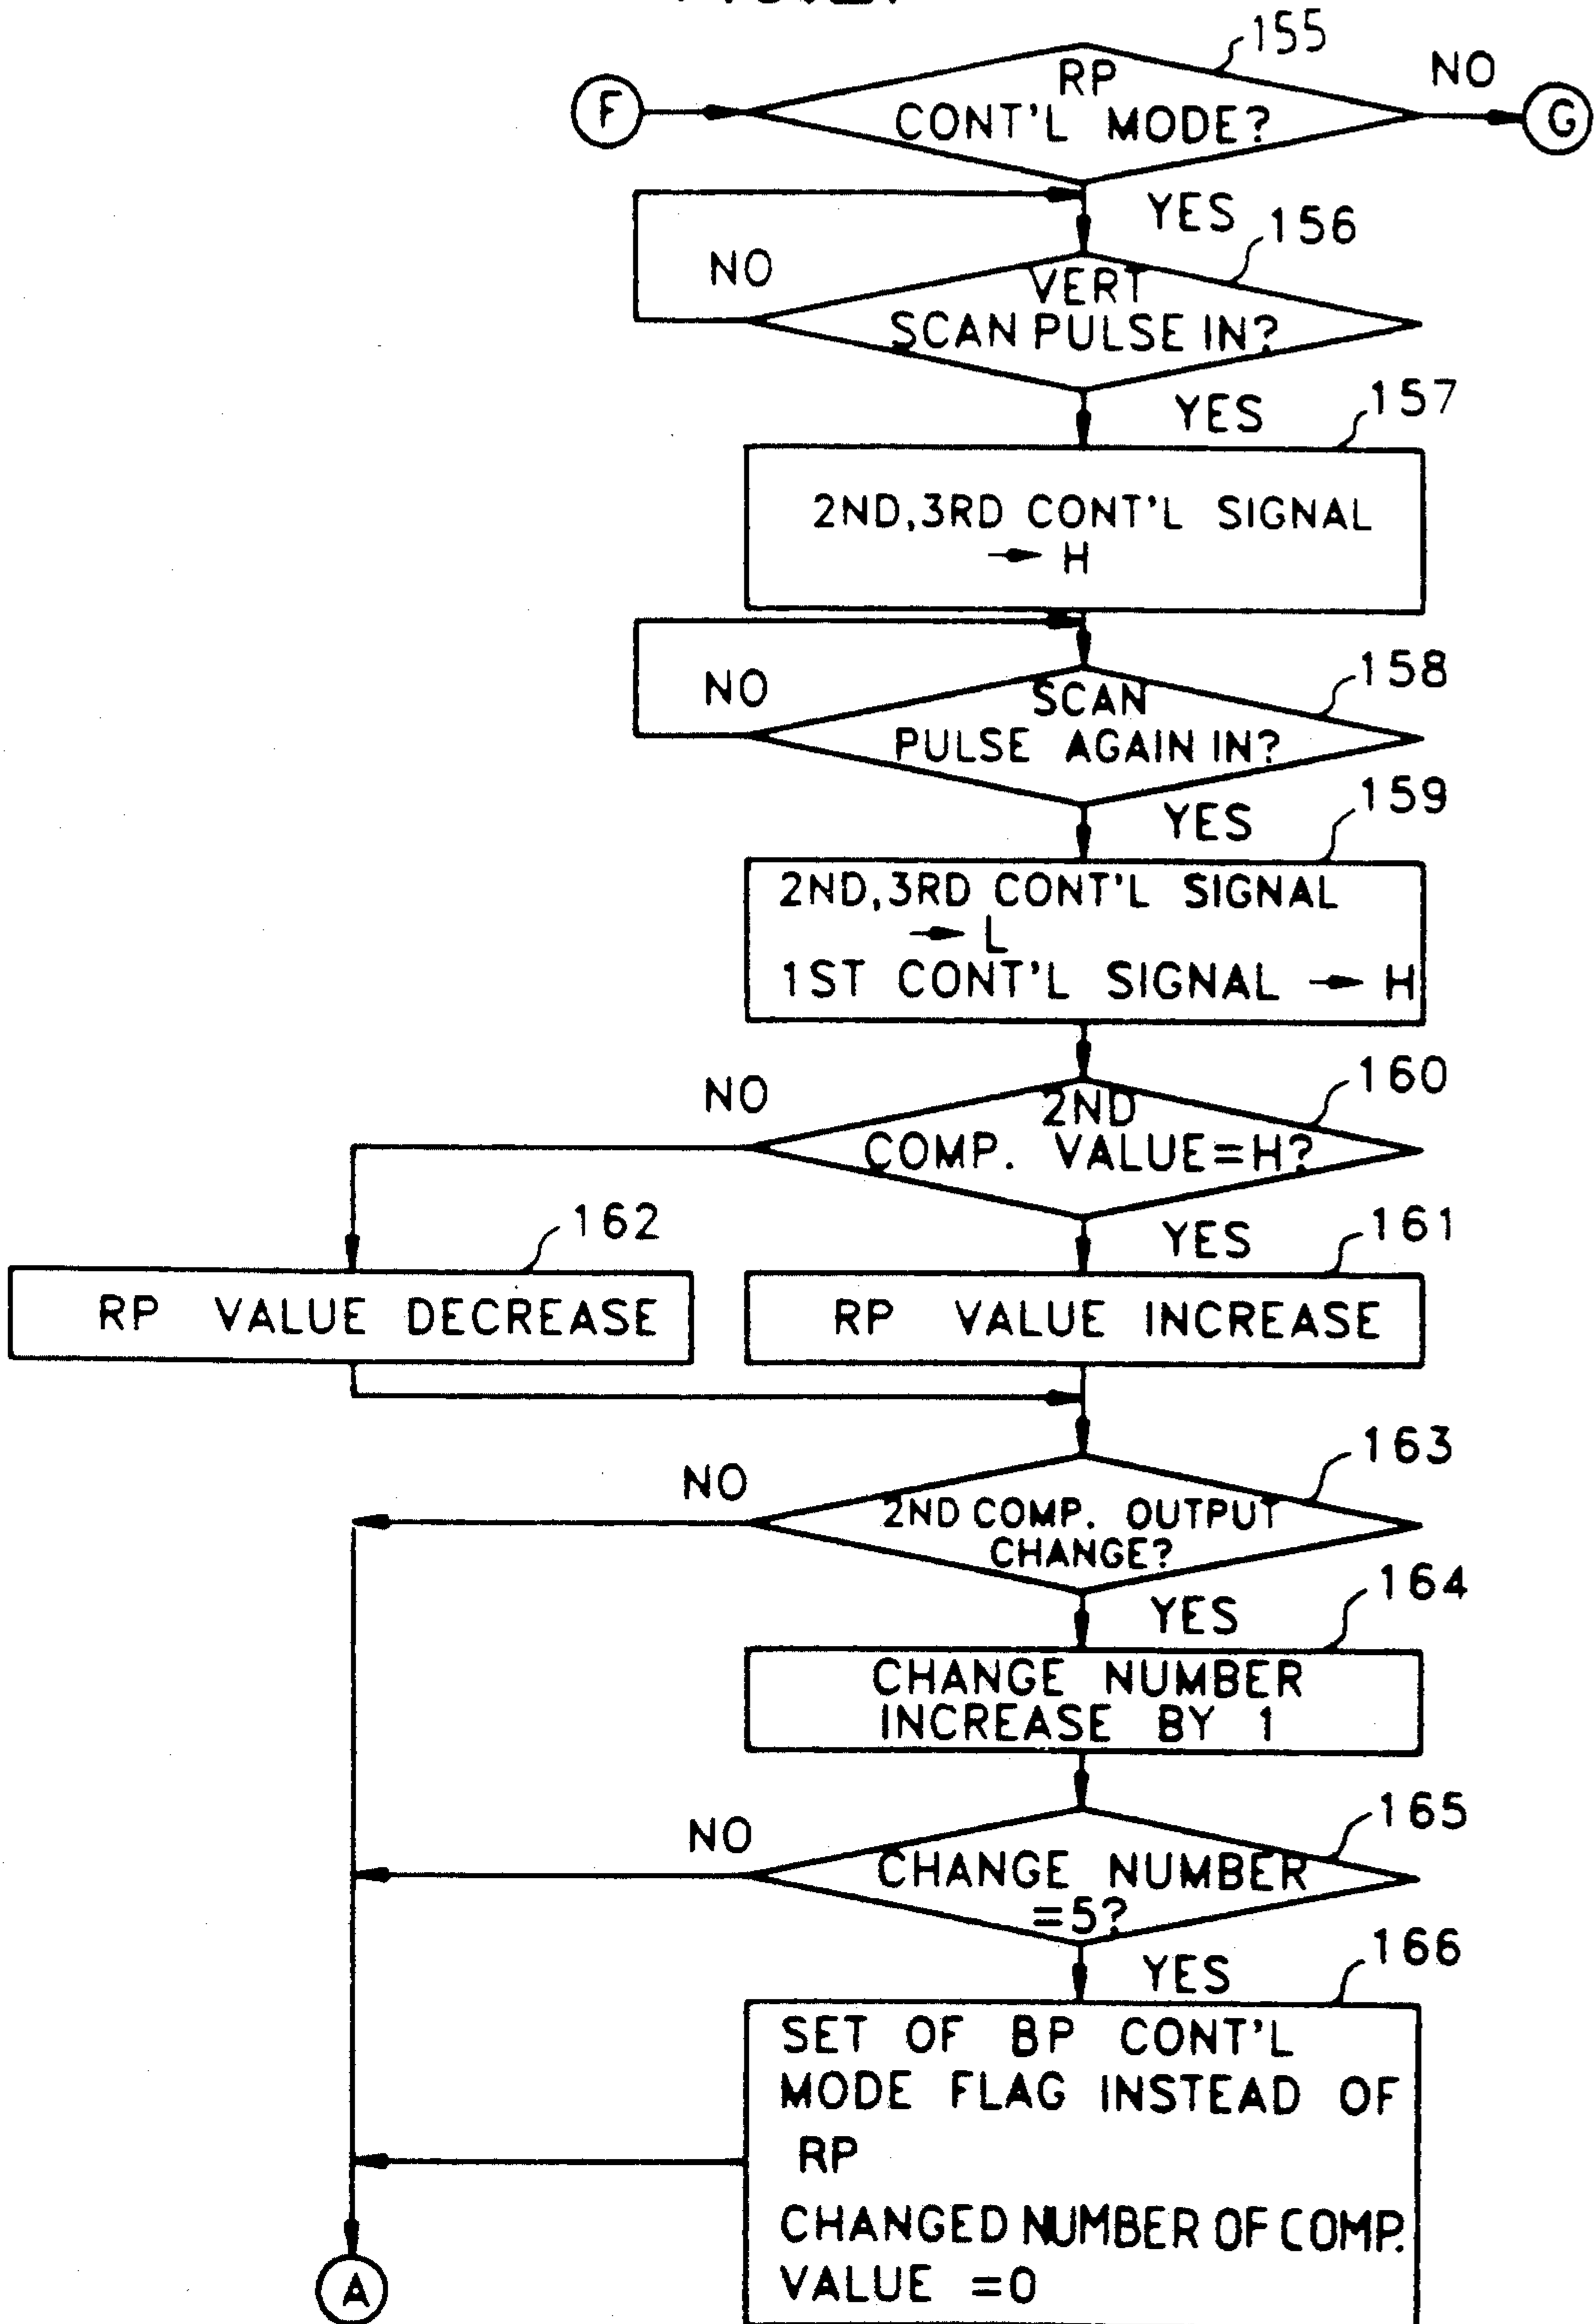 155
RP
CONT'L MODE?
NO
F
G
YES
156
NO
VERT
SCAN PULSE IN?
YES
157
2ND,3RD CONT'L SIGNAL
→ H
158
NO
SCAN
PULSE AGAIN IN?
YES
159
2ND,3RD CONT'L SIGNAL
→ L
1ST CONT'L SIGNAL → H
160
NO
2ND
COMP. VALUE=H?
162
YES
161
RP VALUE DECREASE
RP VALUE INCREASE
163
NO
2ND COMP. OUTPUT
CHANGE?
164
YES
CHANGE NUMBER
INCREASE BY 1
165
NO
CHANGE NUMBER
=5?
166
YES
SET OF BP CONT'L
MODE FLAG INSTEAD OF
RP
CHANGED NUMBER OF COMP.
VALUE =0
A